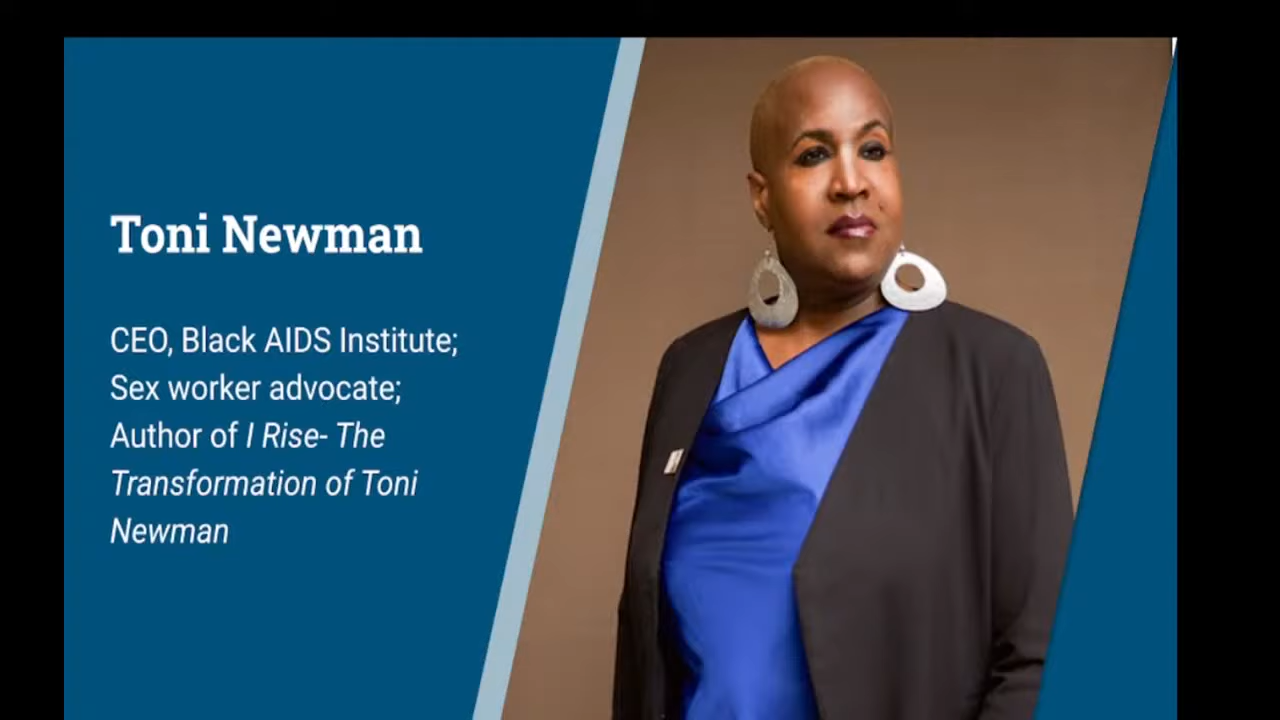 Toni Newman
CEO, Black AIDS Institute;
Sex worker advocate;
Author of I Rise- The
Transformation of Toni
Newman